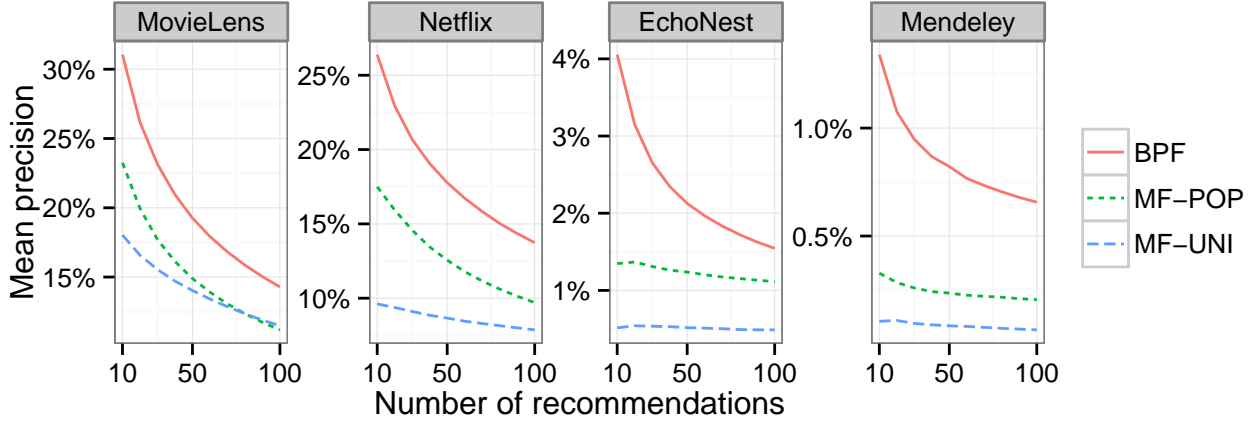 MovieLens Netflix EchoNest Mendeley
Mean precision
30%
25%
20%
15%
10 50 100
25%
20%
15%
10%
10 50 100
4%
3%
2%
1%
10 50 100
1.0%
0.5%
10 50 100
Number of recommendations
BPF
MF−POP
MF−UNI